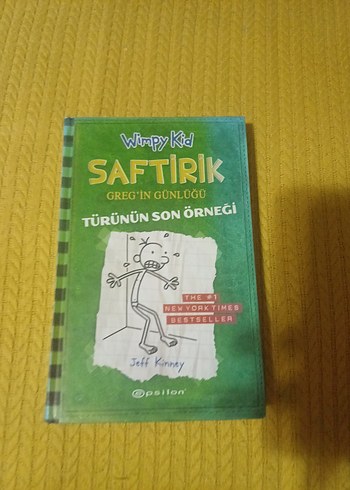 Wimpy Kid
SAFTİRİK
GREG'İN GÜNLÜĞÜ
TÜRÜNÜN SON ÖRNEĞİ
THE #1
NEW YORK TIMES
BESTSELLER
Jeff Kinney
epsilon